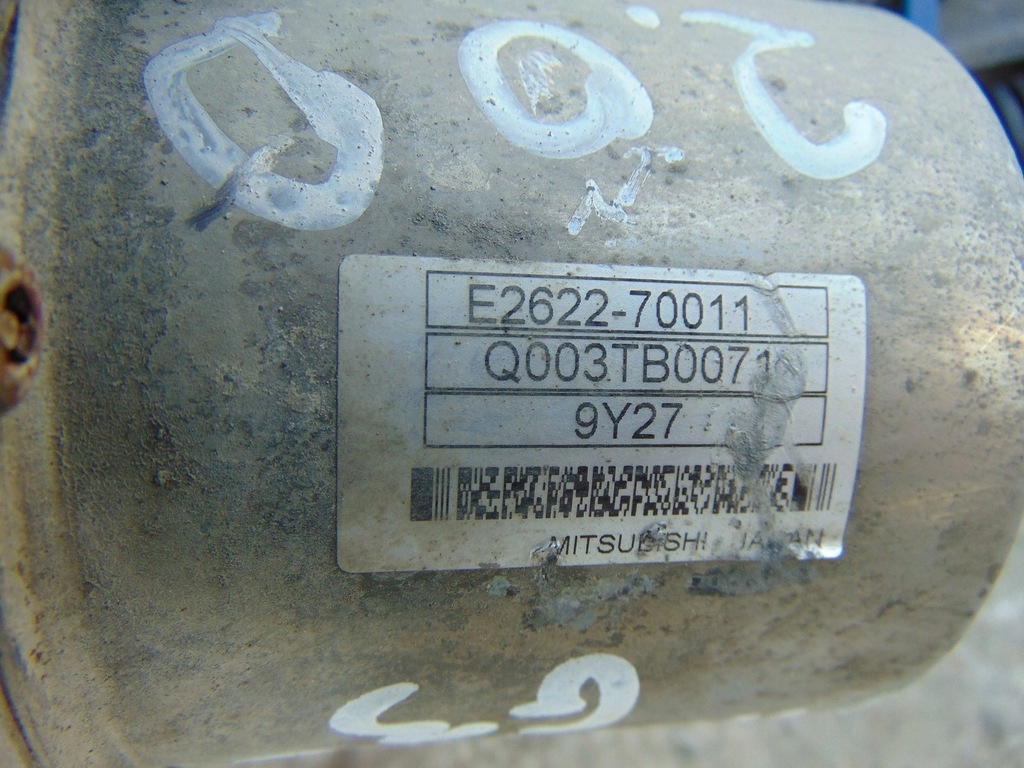 E2622-70011
Q003TB0071
9Y27
MITSUBISHI JAPAN